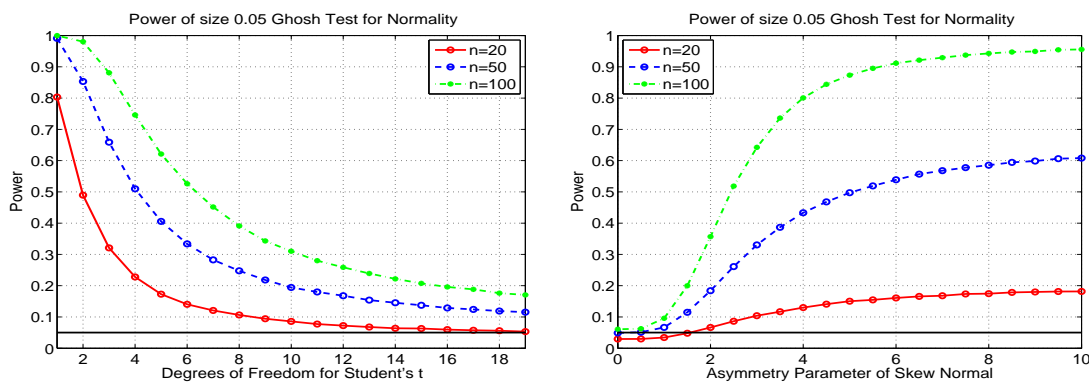 Power of size 0.05 Ghosh Test for Normality
1
0.9
0.8
0.7
0.6
0.5
0.4
0.3
0.2
0.1
0
Power
n=20
n=50
n=100
2 4 6 8 10 12 14 16 18
Degrees of Freedom for Student's t
Power of size 0.05 Ghosh Test for Normality
1
0.9
0.8
0.7
0.6
0.5
0.4
0.3
0.2
0.1
0
Power
n=20
n=50
n=100
0 2 4 6 8 10
Asymmetry Parameter of Skew Normal